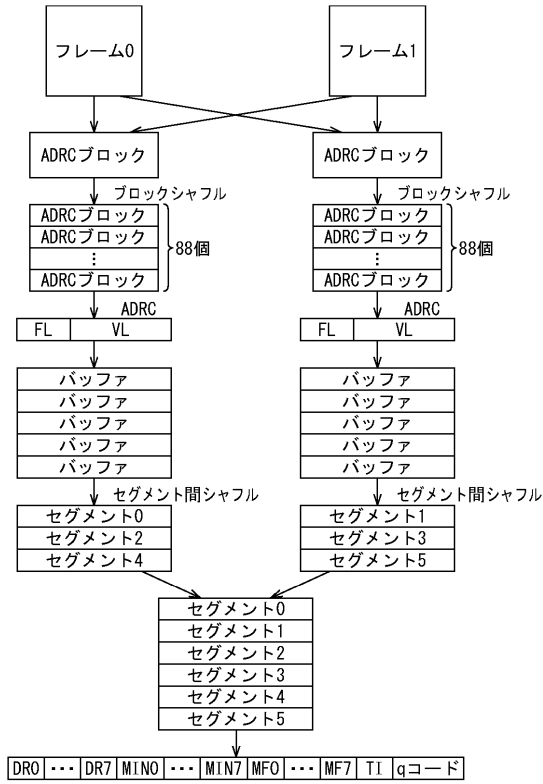 フレーム0 フレーム1
ADRCブロック ADRCブロック
ブロックシャフル ブロックシャフル
ADRCブロック ADRCブロック
ADRCブロック 88個 ADRCブロック 88個
⋮ ⋮
ADRCブロック ADRCブロック
ADRC ADRC
FL VL FL VL
バッファ バッファ
バッファ バッファ
バッファ バッファ
バッファ バッファ
バッファ バッファ
セグメント間シャフル セグメント間シャフル
セグメント0 セグメント1
セグメント2 セグメント3
セグメント4 セグメント5
セグメント0
セグメント1
セグメント2
セグメント3
セグメント4
セグメント5
DR0 ・・・ DR7 MIN0 ・・・ MIN7 MF0 ・・・ MF7 TI qコード